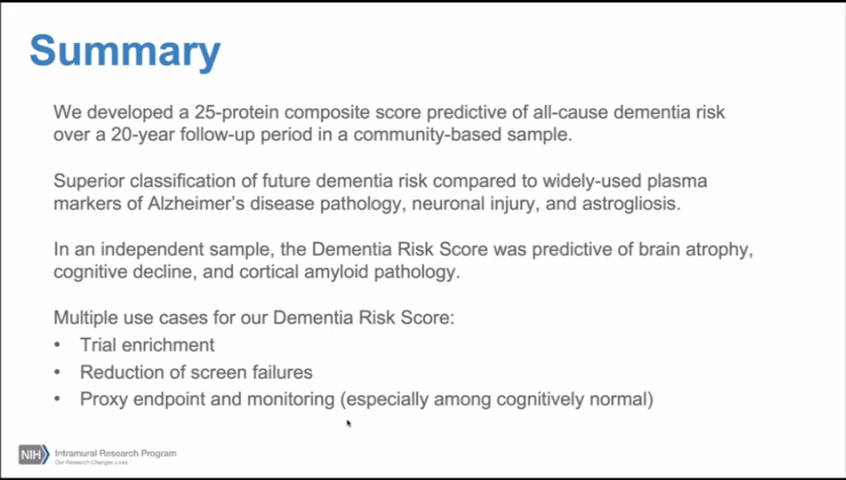 Summary
We developed a 25-protein composite score predictive of all-cause dementia risk
over a 20-year follow-up period in a community-based sample.
Superior classification of future dementia risk compared to widely-used plasma
markers of Alzheimer's disease pathology, neuronal injury, and astrogliosis.
In an independent sample, the Dementia Risk Score was predictive of brain atrophy,
cognitive decline, and cortical amyloid pathology.
Multiple use cases for our Dementia Risk Score:
• Trial enrichment
• Reduction of screen failures
• Proxy endpoint and monitoring (especially among cognitively normal)
NIH Intramural Research Program
Our Research Changes Lives